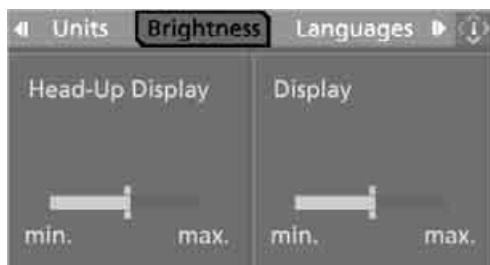 Units Brightness Languages
Head-Up Display Display
min. max. min. max.